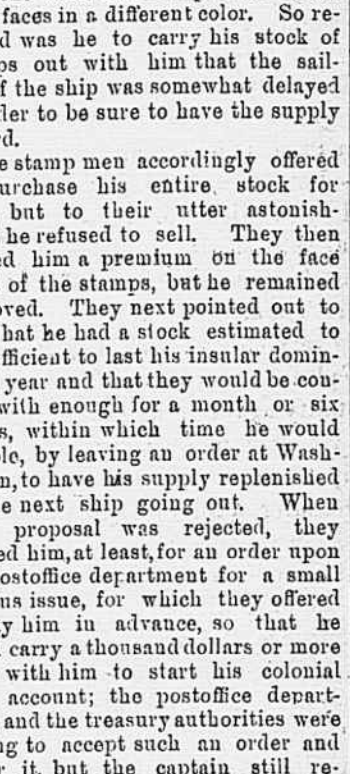 faces in a different color. So re-
d was he to carry his stock of
ps out with him that the sail-
f the ship was somewhat delayed
der to be sure to have the supply
d.
e stamp men accordingly offered
urchase his entire stock for
but to their utter astonish-
he refused to sell. They then
ed him a premium on the face
of the stamps, but he remained
oved. They next pointed out to
hat he had a stock estimated to
fficient to last his insular domin-
year and that they would be con-
with enough for a month or six
s, within which time he would
ble, by leaving an order at Wash-
n, to have his supply replenished
e next ship going out. When
proposal was rejected, they
ed him, at least, for an order upon
ostoffice department for a small
us issue, for which they offered
y him in advance, so that he
carry a thousand dollars or more
with him to start his colonial
account; the postoffice depart-
and the treasury authorities were
ng to accept such an order and
r it, but the captain still re-